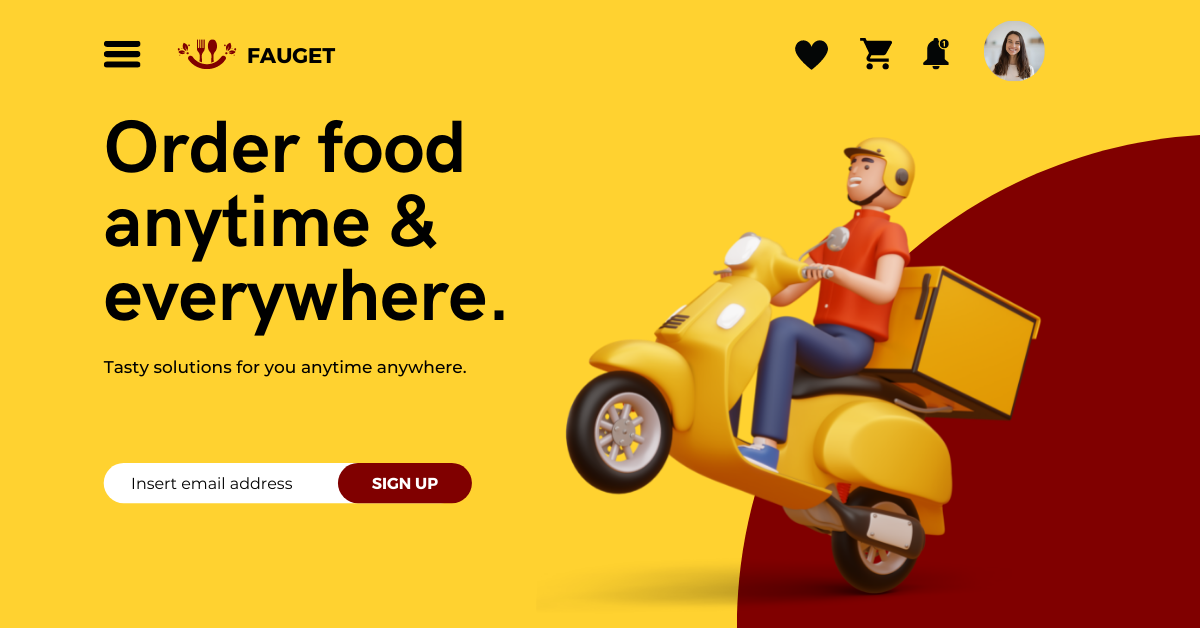 FAUGET
1
Order food
anytime &
everywhere.
Tasty solutions for you anytime anywhere.
Insert email address
SIGN UP